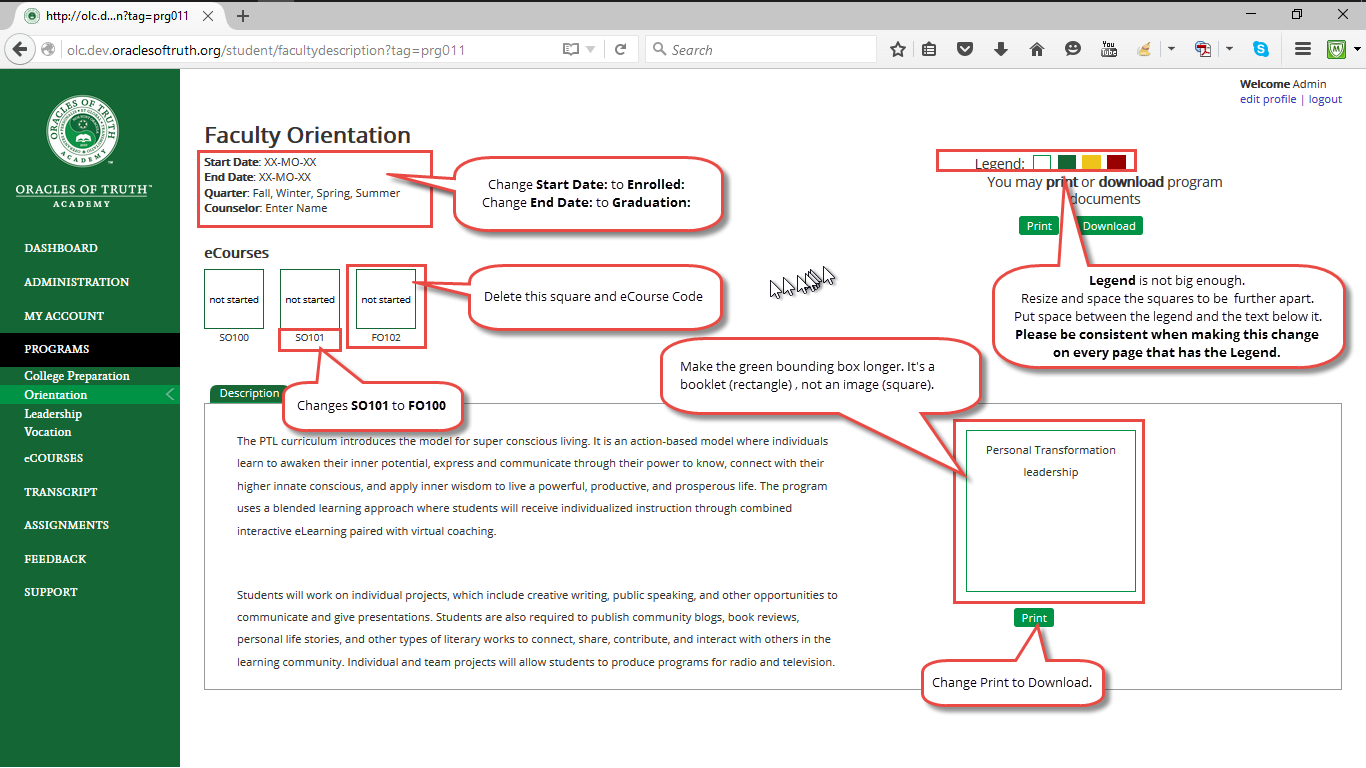 http://olc.d...n?tag=prg011
olc.dev.oraclesoftruth.org/student/facultydescription?tag=prg011
Search
You Tube
Welcome Admin
edit profile | logout
ORACLES OF TRUTH
ACADEMY
ORACLES OF TRUTH™
ACADEMY
DASHBOARD
ADMINISTRATION
MY ACCOUNT
PROGRAMS
College Preparation
Orientation
Leadership
Vocation
eCOURSES
TRANSCRIPT
ASSIGNMENTS
FEEDBACK
SUPPORT
Faculty Orientation
Start Date: XX-MO-XX
End Date: XX-MO-XX
Quarter: Fall, Winter, Spring, Summer
Counselor: Enter Name
Change Start Date: to Enrolled:
Change End Date: to Graduation:
Legend:
You may print or download program
documents
Print
Download
Legend is not big enough.
Resize and space the squares to be further apart.
Put space between the legend and the text below it.
Please be consistent when making this change
on every page that has the Legend.
eCourses
not started
not started
not started
SO100
SO101
FO102
Delete this square and eCourse Code
Changes SO101 to FO100
Make the green bounding box longer. It's a
booklet (rectangle) , not an image (square).
Description
The PTL curriculum introduces the model for super conscious living. It is an action-based model where individuals
learn to awaken their inner potential, express and communicate through their power to know, connect with their
higher innate conscious, and apply inner wisdom to live a powerful, productive, and prosperous life. The program
uses a blended learning approach where students will receive individualized instruction through combined
interactive eLearning paired with virtual coaching.
Students will work on individual projects, which include creative writing, public speaking, and other opportunities to
communicate and give presentations. Students are also required to publish community blogs, book reviews,
personal life stories, and other types of literary works to connect, share, contribute, and interact with others in the
learning community. Individual and team projects will allow students to produce programs for radio and television.
Personal Transformation
leadership
Print
Change Print to Download.